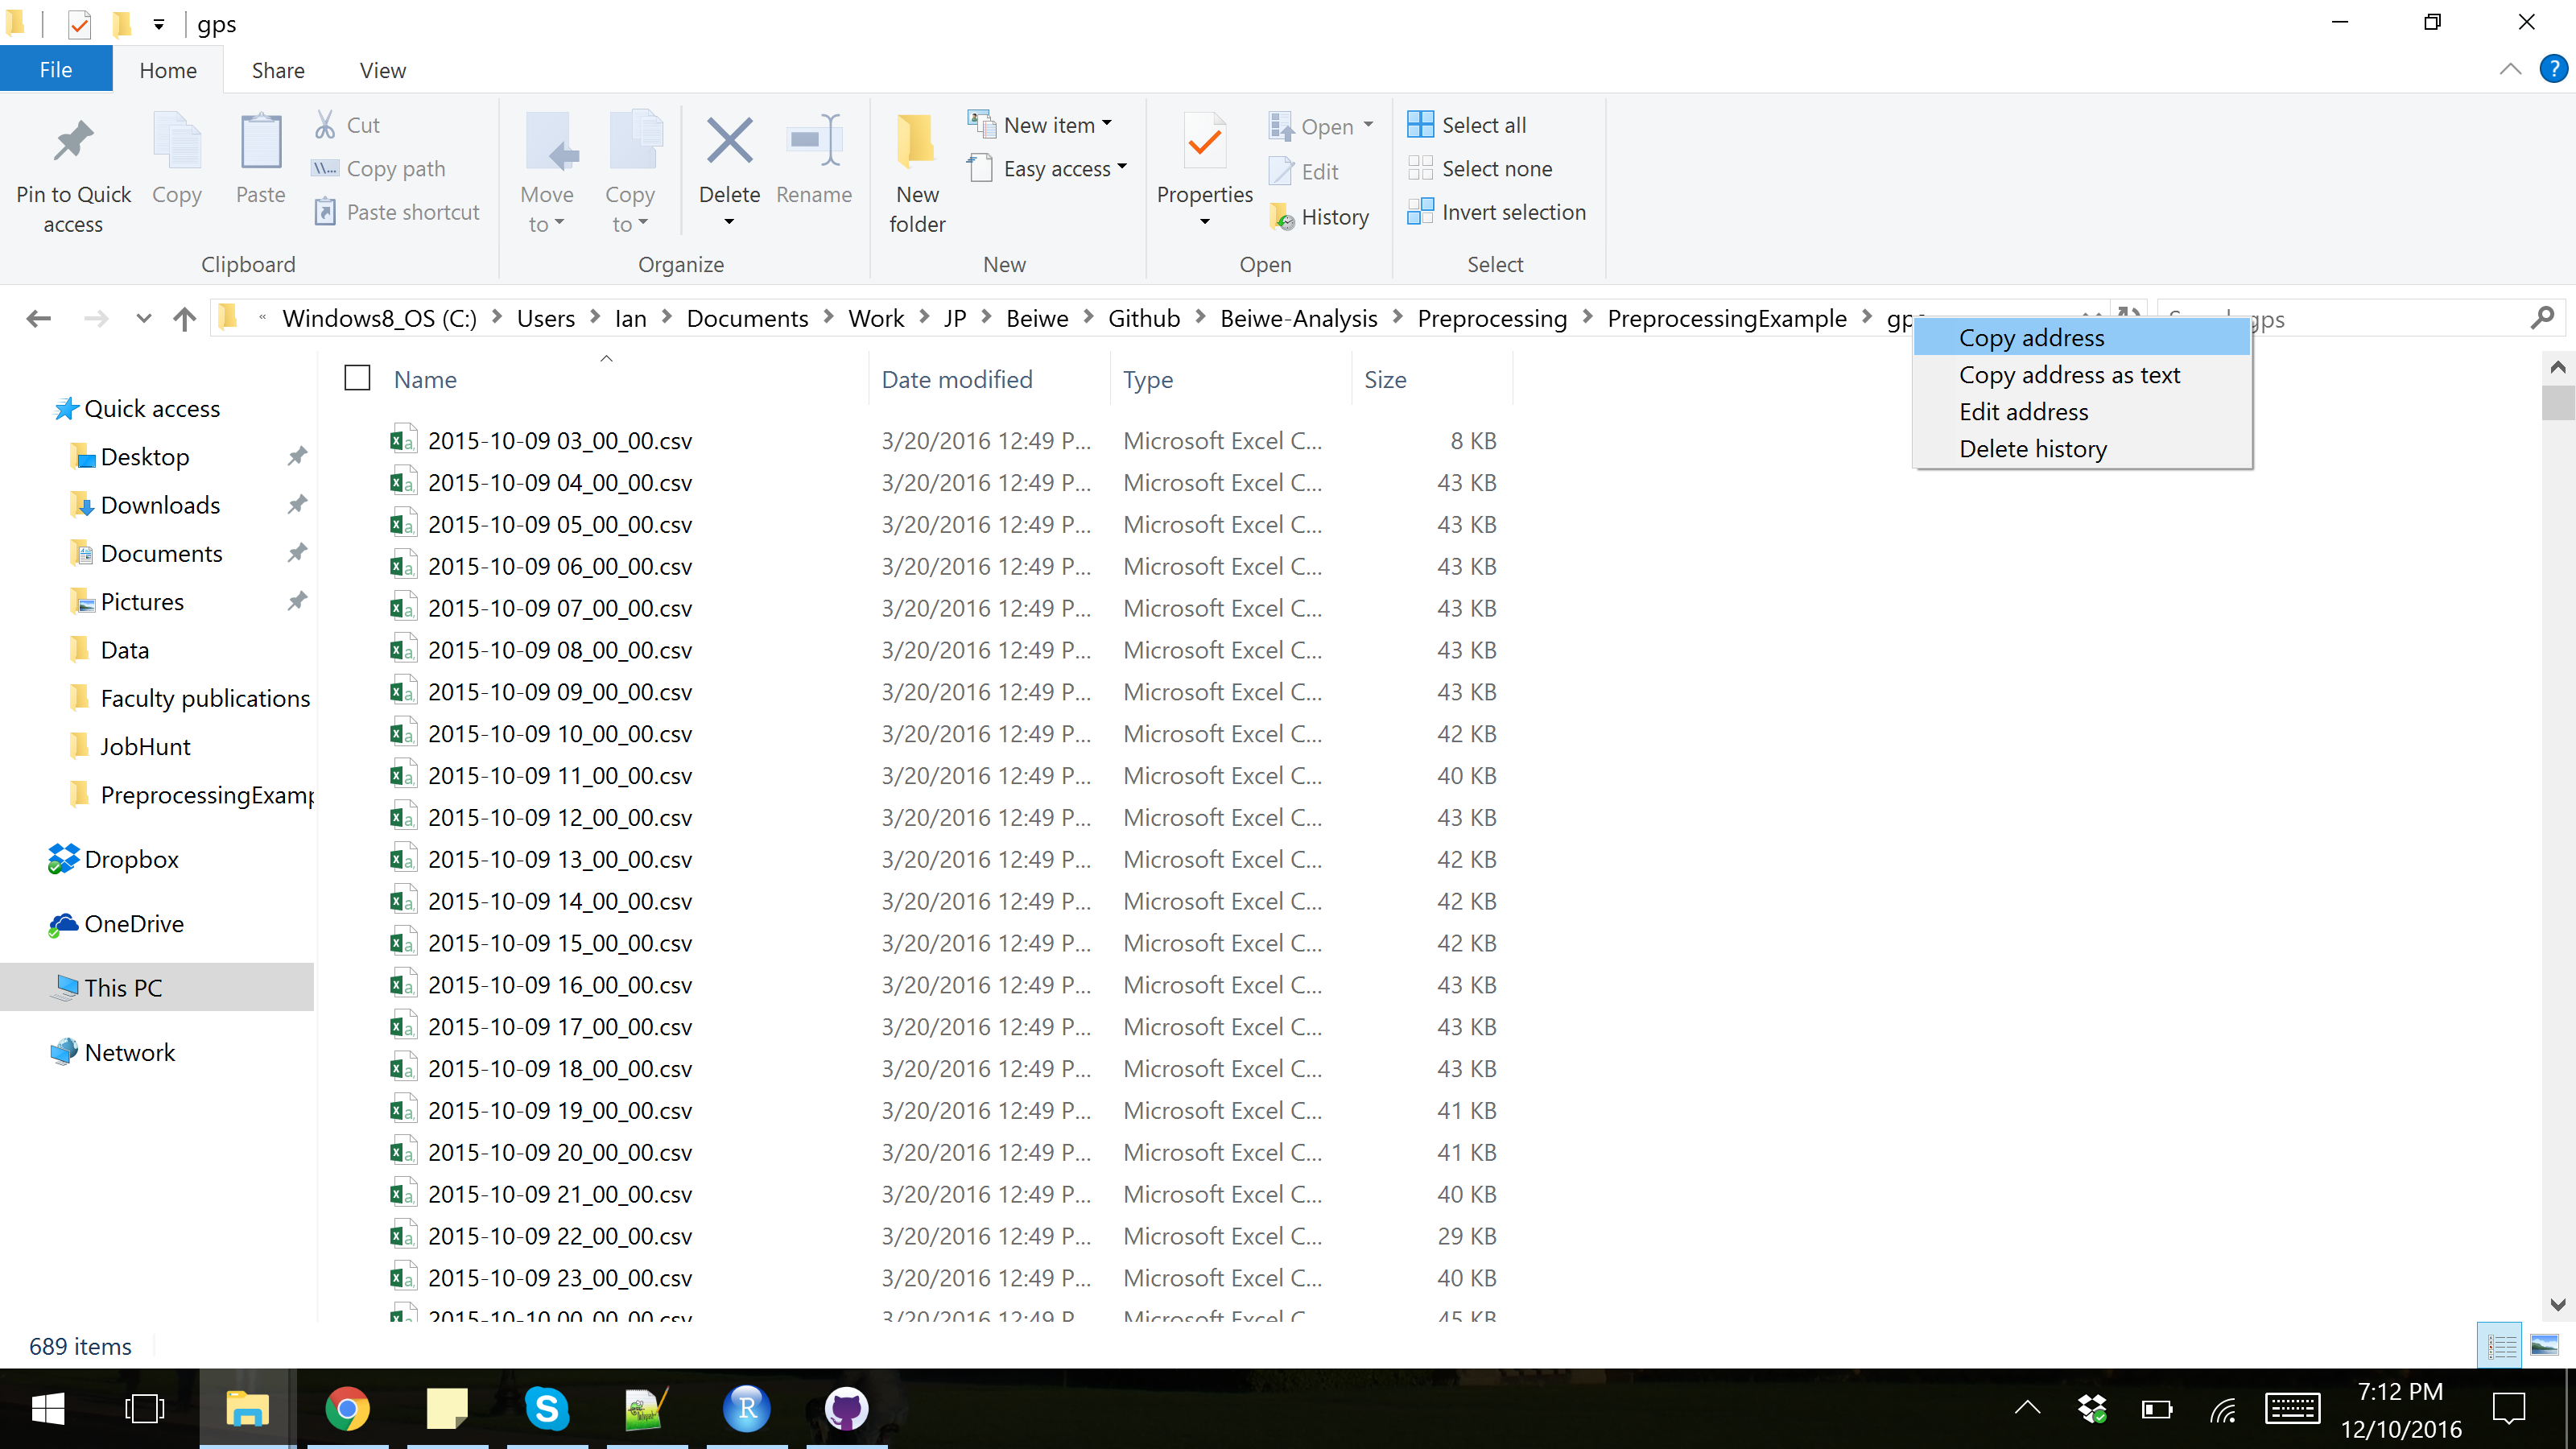 gps
File Home Share View
Pin to Quick access
Copy
Paste
Cut
Copy path
Paste shortcut
Clipboard
Move to
Copy to
Delete
Rename
Organize
New folder
New item
Easy access
New
Properties
Open
Edit
History
Open
Select all
Select none
Invert selection
Select
« Windows8_OS (C:) Users Ian Documents Work JP Beiwe Github Beiwe-Analysis Preprocessing PreprocessingExample
gps
Copy address
Copy address as text
Edit address
Delete history
Quick access
Desktop
Downloads
Documents
Pictures
Data
Faculty publications
JobHunt
PreprocessingExamp
Dropbox
OneDrive
This PC
Network
Name Date modified Type Size
2015-10-09 03_00_00.csv 3/20/2016 12:49 P... Microsoft Excel C... 8 KB
2015-10-09 04_00_00.csv 3/20/2016 12:49 P... Microsoft Excel C... 43 KB
2015-10-09 05_00_00.csv 3/20/2016 12:49 P... Microsoft Excel C... 43 KB
2015-10-09 06_00_00.csv 3/20/2016 12:49 P... Microsoft Excel C... 43 KB
2015-10-09 07_00_00.csv 3/20/2016 12:49 P... Microsoft Excel C... 43 KB
2015-10-09 08_00_00.csv 3/20/2016 12:49 P... Microsoft Excel C... 43 KB
2015-10-09 09_00_00.csv 3/20/2016 12:49 P... Microsoft Excel C... 43 KB
2015-10-09 10_00_00.csv 3/20/2016 12:49 P... Microsoft Excel C... 42 KB
2015-10-09 11_00_00.csv 3/20/2016 12:49 P... Microsoft Excel C... 40 KB
2015-10-09 12_00_00.csv 3/20/2016 12:49 P... Microsoft Excel C... 43 KB
2015-10-09 13_00_00.csv 3/20/2016 12:49 P... Microsoft Excel C... 42 KB
2015-10-09 14_00_00.csv 3/20/2016 12:49 P... Microsoft Excel C... 42 KB
2015-10-09 15_00_00.csv 3/20/2016 12:49 P... Microsoft Excel C... 42 KB
2015-10-09 16_00_00.csv 3/20/2016 12:49 P... Microsoft Excel C... 43 KB
2015-10-09 17_00_00.csv 3/20/2016 12:49 P... Microsoft Excel C... 43 KB
2015-10-09 18_00_00.csv 3/20/2016 12:49 P... Microsoft Excel C... 43 KB
2015-10-09 19_00_00.csv 3/20/2016 12:49 P... Microsoft Excel C... 41 KB
2015-10-09 20_00_00.csv 3/20/2016 12:49 P... Microsoft Excel C... 41 KB
2015-10-09 21_00_00.csv 3/20/2016 12:49 P... Microsoft Excel C... 40 KB
2015-10-09 22_00_00.csv 3/20/2016 12:49 P... Microsoft Excel C... 29 KB
2015-10-09 23_00_00.csv 3/20/2016 12:49 P... Microsoft Excel C... 40 KB
2015-10-10 00_00_00.csv 3/20/2016 12:49 P Microsoft Excel C 45 KB
689 items
7:12 PM
12/10/2016